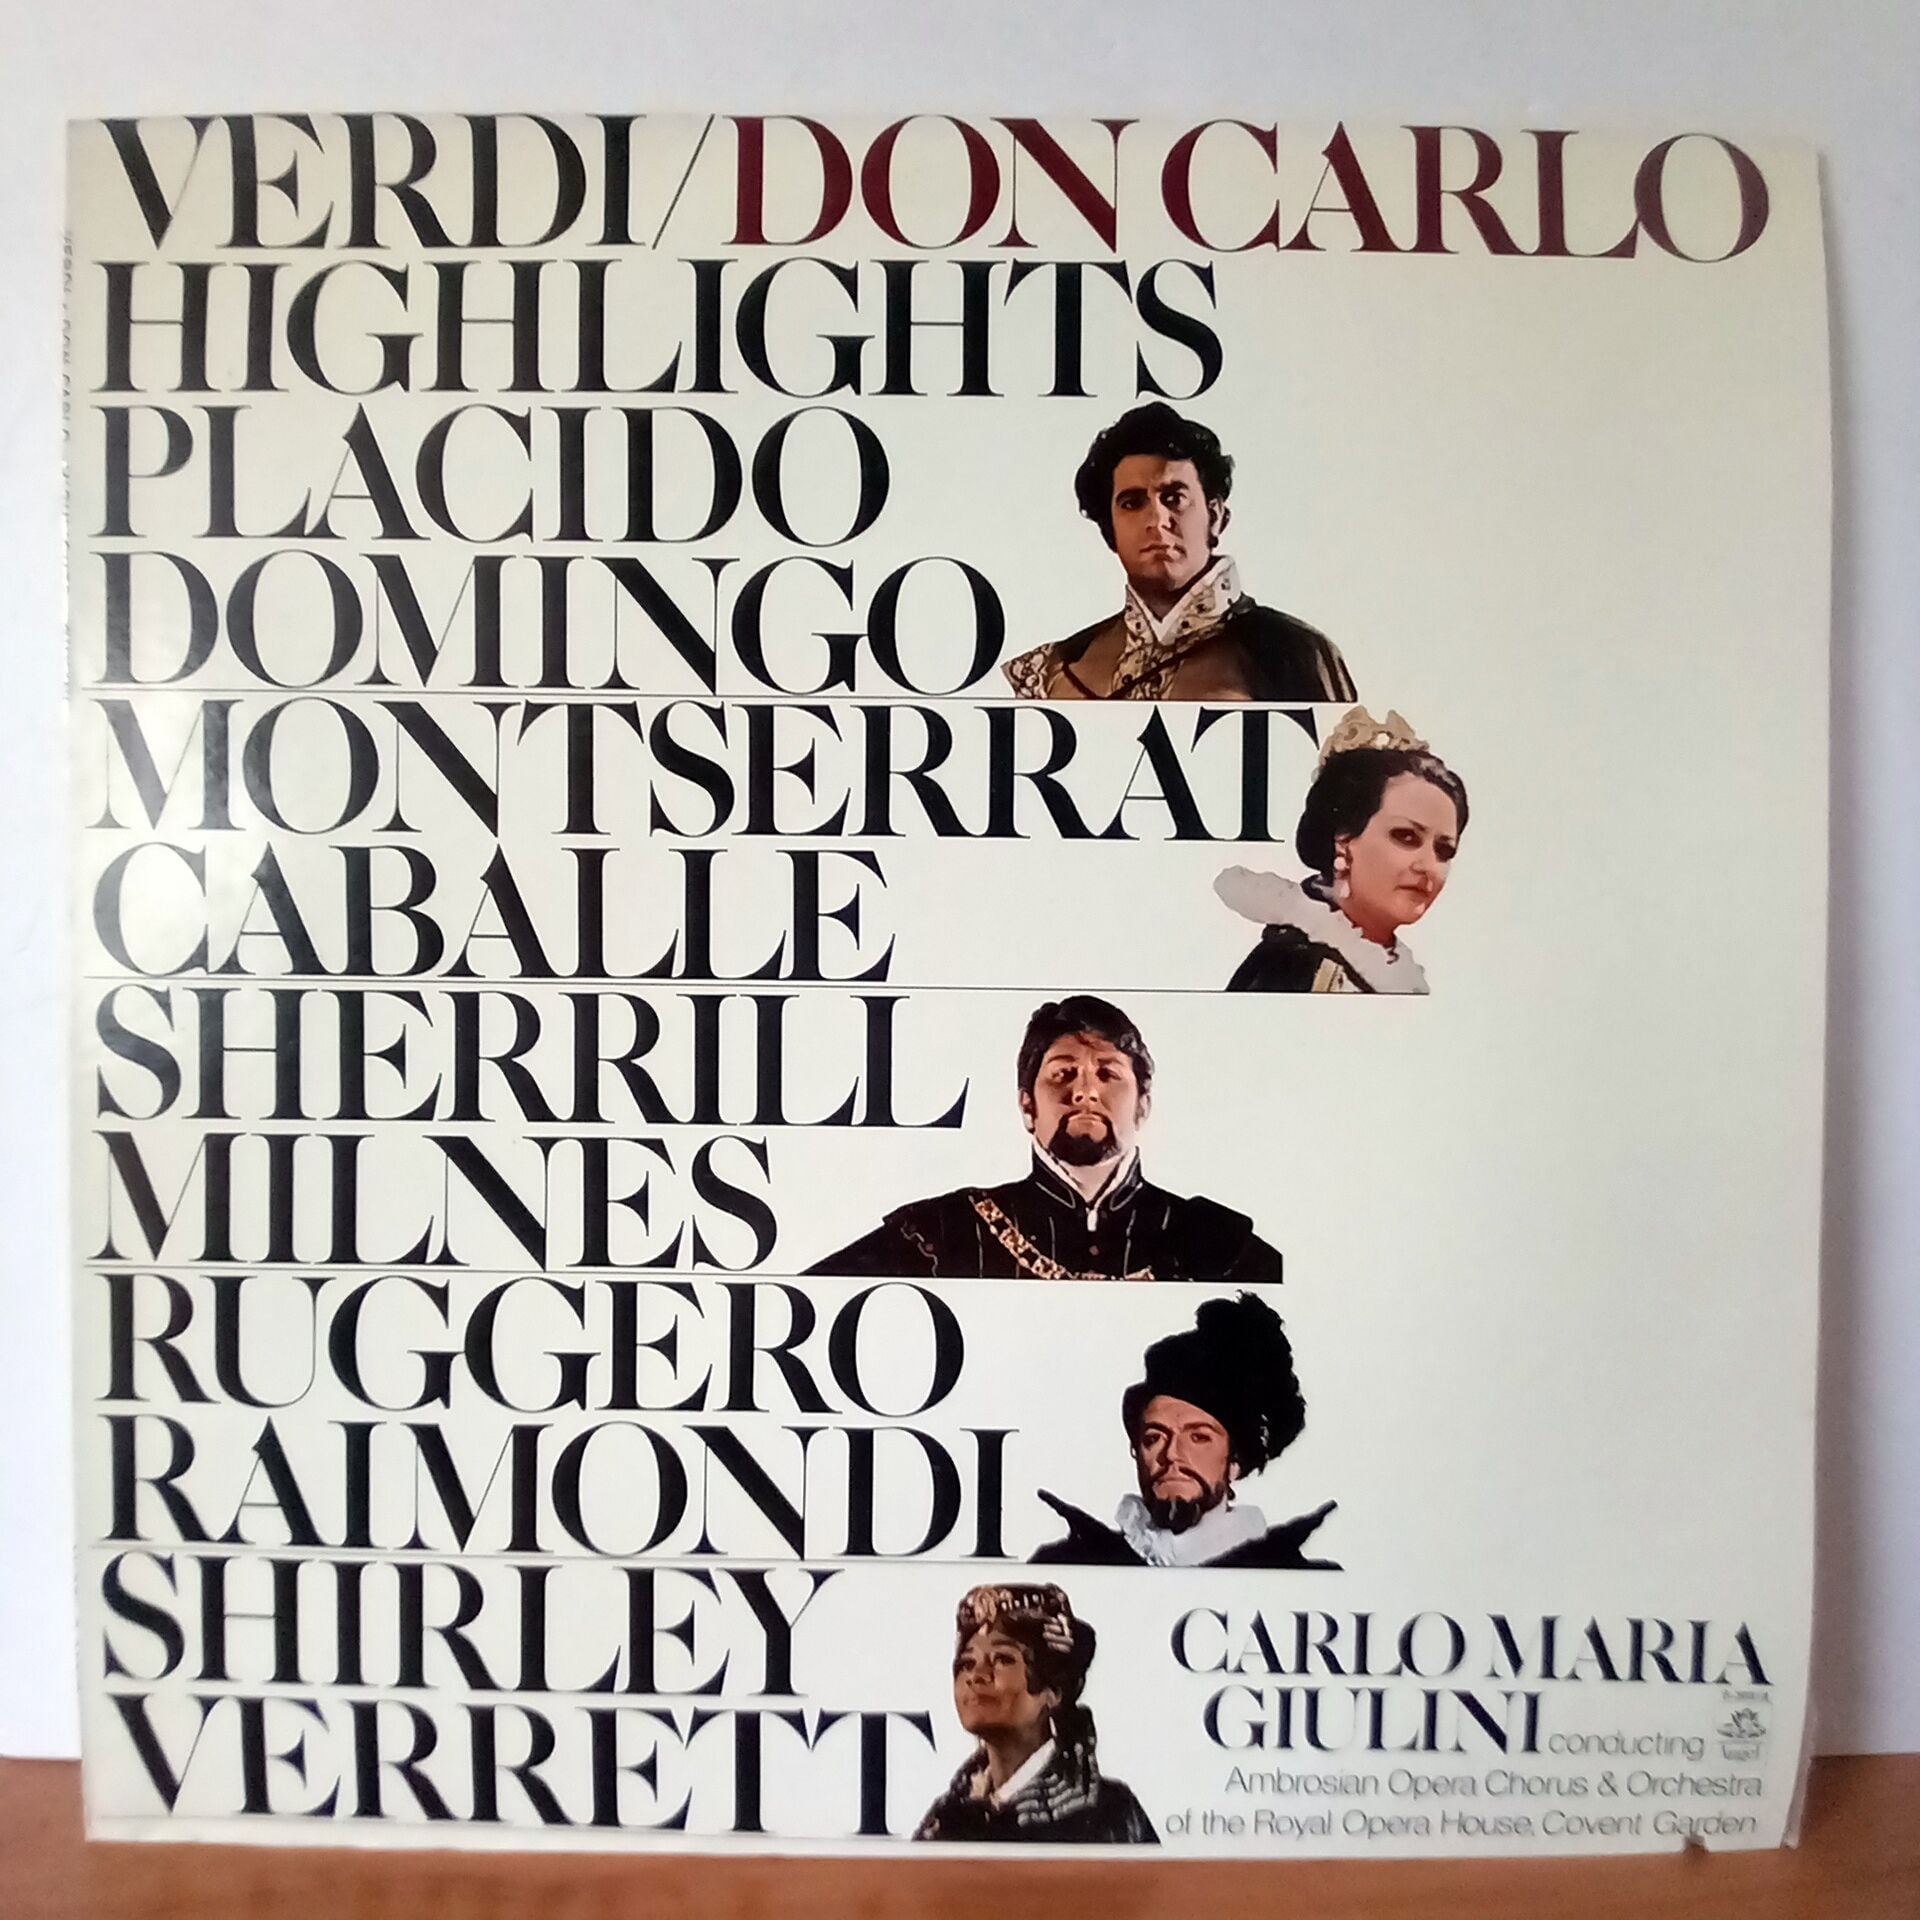 VERDI/DON CARLO
HIGHLIGHTS
PLACIDO
DOMINGO
MONTSERRAT
CABALLE
SHERRILL
MILNES
RUGGERO
RAIMONDI
SHIRLEY
VERRETT
CARLO MARIA
GIULINI conducting
Angel
Ambrosian Opera Chorus & Orchestra
of the Royal Opera House, Covent Garden